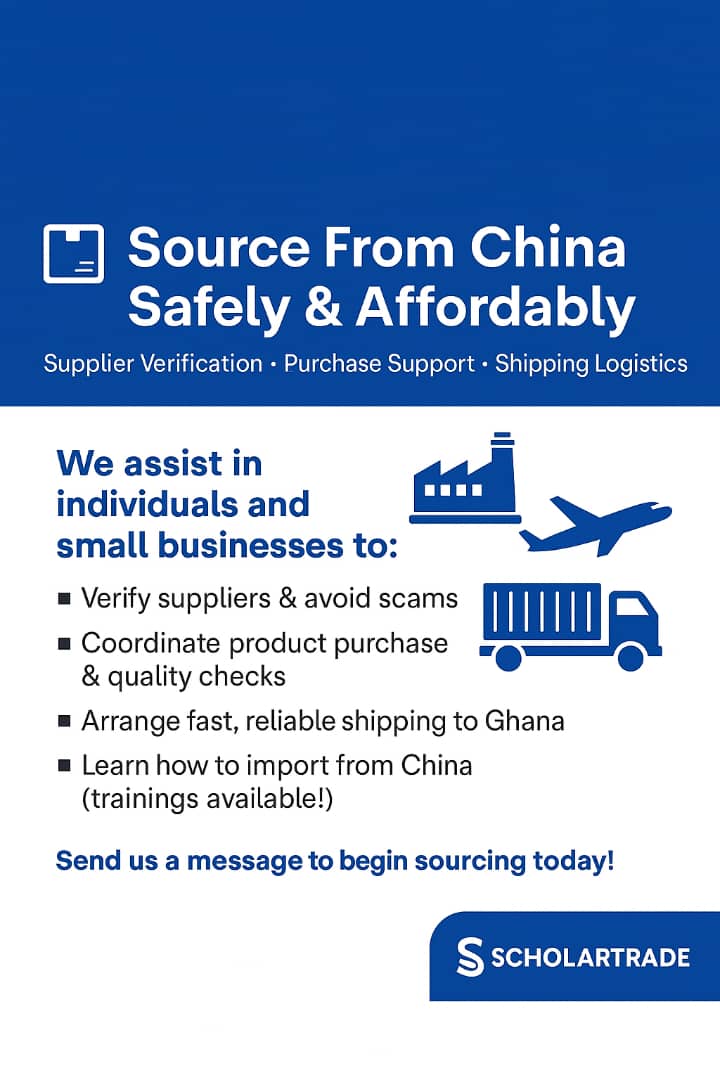 Source From China
Safely & Affordably
Supplier Verification • Purchase Support • Shipping Logistics
We assist in
individuals and
small businesses to:
▪ Verify suppliers & avoid scams
▪ Coordinate product purchase
& quality checks
▪ Arrange fast, reliable shipping to Ghana
▪ Learn how to import from China
(trainings available!)
Send us a message to begin sourcing today!
SCHOLARTRADE